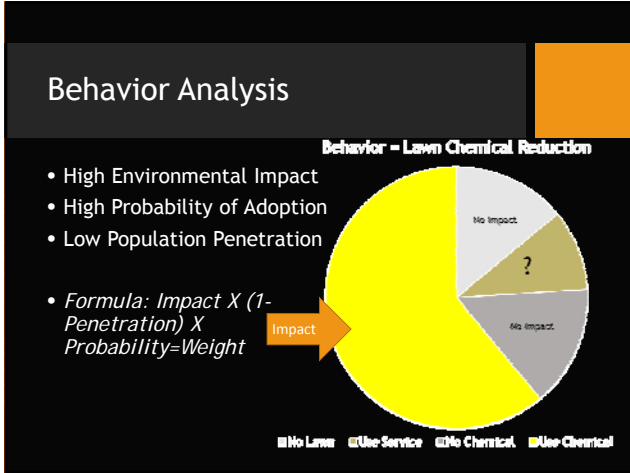 Behavior Analysis
Behavior = Lawn Chemical Reduction
• High Environmental Impact
• High Probability of Adoption
• Low Population Penetration
• Formula: Impact X (1-
Penetration) X
Probability=Weight
Impact
No Impact
?
No Impact
No Lawn Use Service No Chemical Use Chemical